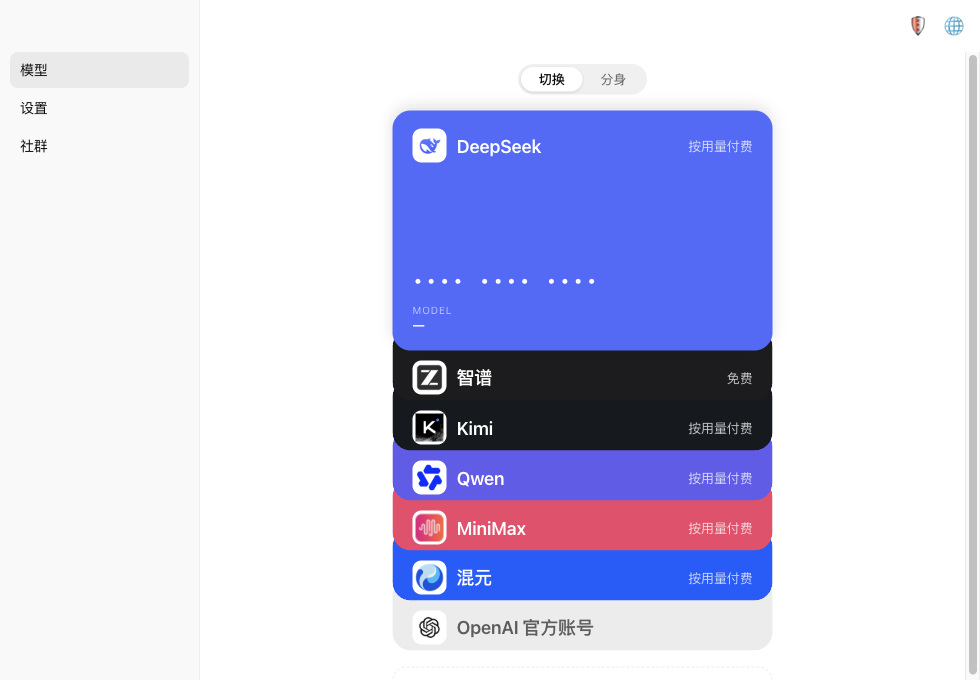 模型
设置
社群
切换 分身
DeepSeek 按用量付费
•••• •••• ••••
MODEL
—
智谱 免费
Kimi 按用量付费
Qwen 按用量付费
MiniMax 按用量付费
混元 按用量付费
OpenAI 官方账号